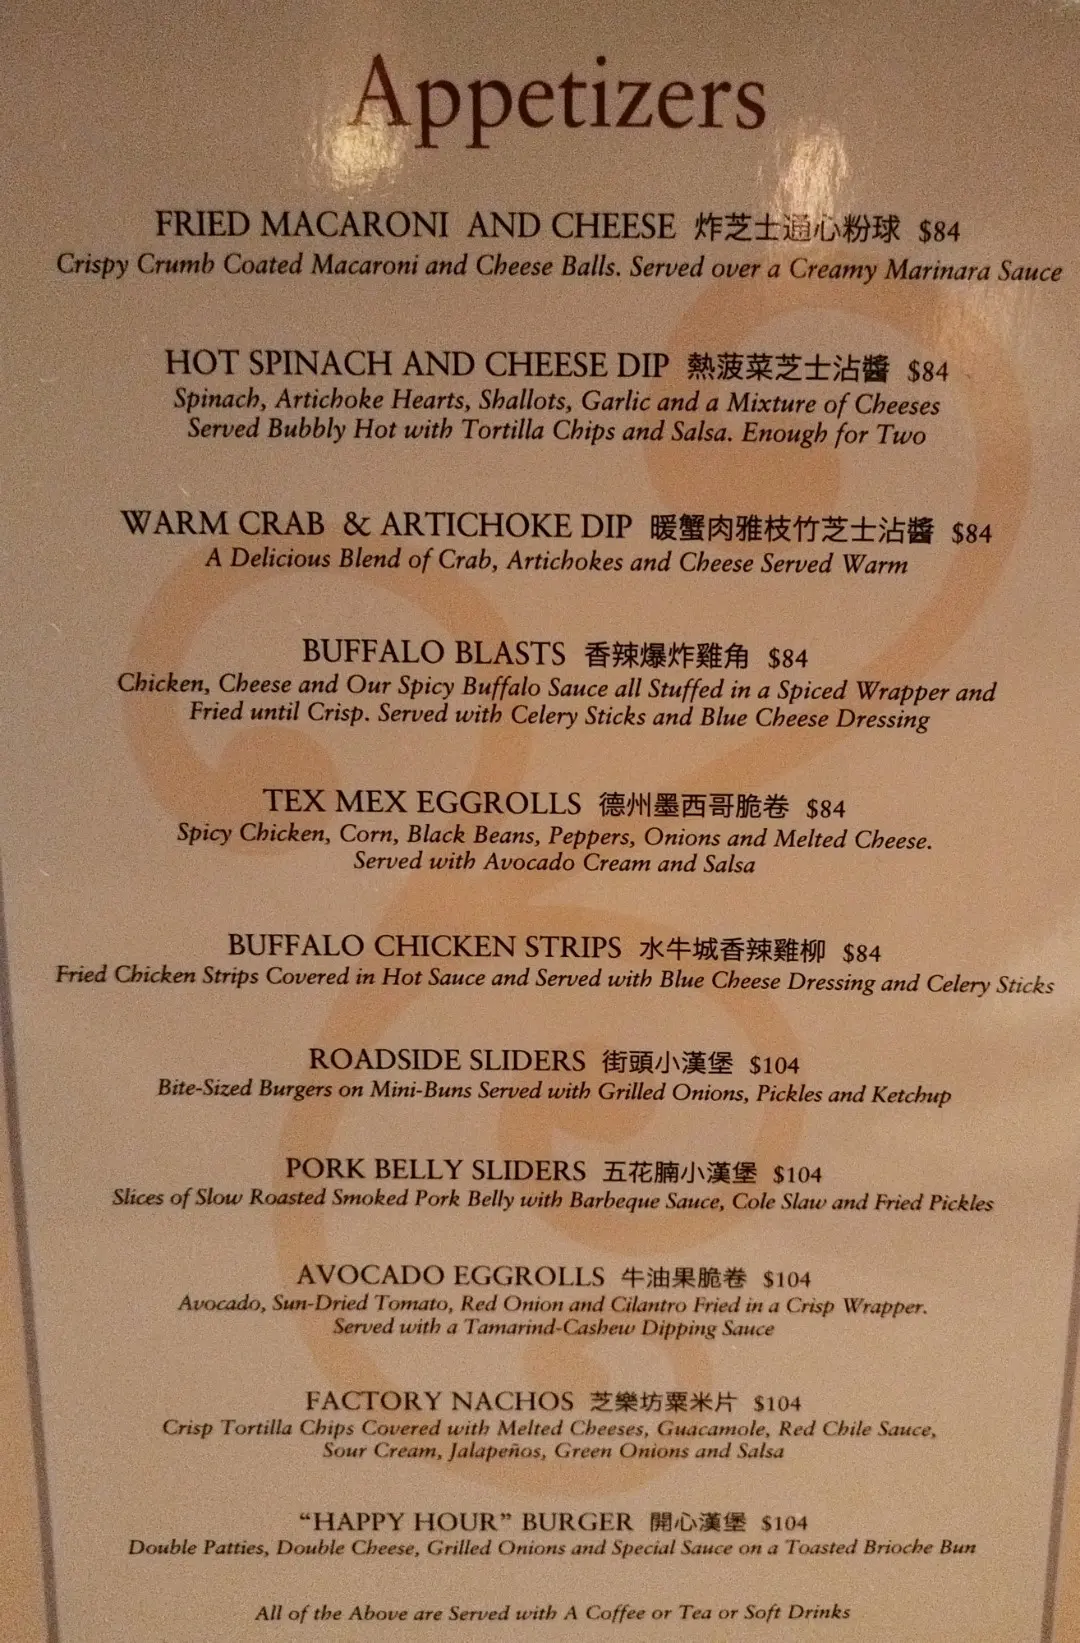 Appetizers
FRIED MACARONI AND CHEESE 炸芝士通心粉球 $84
Crispy Crumb Coated Macaroni and Cheese Balls. Served over a Creamy Marinara Sauce
HOT SPINACH AND CHEESE DIP 熱菠菜芝士沾醬 $84
Spinach, Artichoke Hearts, Shallots, Garlic and a Mixture of Cheeses
Served Bubbly Hot with Tortilla Chips and Salsa. Enough for Two
WARM CRAB & ARTICHOKE DIP 暖蟹肉雅枝竹芝士沾醬 $84
A Delicious Blend of Crab, Artichokes and Cheese Served Warm
BUFFALO BLASTS 香辣爆炸雞角 $84
Chicken, Cheese and Our Spicy Buffalo Sauce all Stuffed in a Spiced Wrapper and
Fried until Crisp. Served with Celery Sticks and Blue Cheese Dressing
TEX MEX EGGROLLS 德州墨西哥脆卷 $84
Spicy Chicken, Corn, Black Beans, Peppers, Onions and Melted Cheese.
Served with Avocado Cream and Salsa
BUFFALO CHICKEN STRIPS 水牛城香辣雞柳 $84
Fried Chicken Strips Covered in Hot Sauce and Served with Blue Cheese Dressing and Celery Sticks
ROADSIDE SLIDERS 街頭小漢堡 $104
Bite-Sized Burgers on Mini-Buns Served with Grilled Onions, Pickles and Ketchup
PORK BELLY SLIDERS 五花腩小漢堡 $104
Slices of Slow Roasted Smoked Pork Belly with Barbeque Sauce, Cole Slaw and Fried Pickles
AVOCADO EGGROLLS 牛油果脆卷 $104
Avocado, Sun-Dried Tomato, Red Onion and Cilantro Fried in a Crisp Wrapper.
Served with a Tamarind-Cashew Dipping Sauce
FACTORY NACHOS 芝樂坊粟米片 $104
Crisp Tortilla Chips Covered with Melted Cheeses, Guacamole, Red Chile Sauce,
Sour Cream, Jalapeños, Green Onions and Salsa
“HAPPY HOUR” BURGER 開心漢堡 $104
Double Patties, Double Cheese, Grilled Onions and Special Sauce on a Toasted Brioche Bun
All of the Above are Served with A Coffee or Tea or Soft Drinks